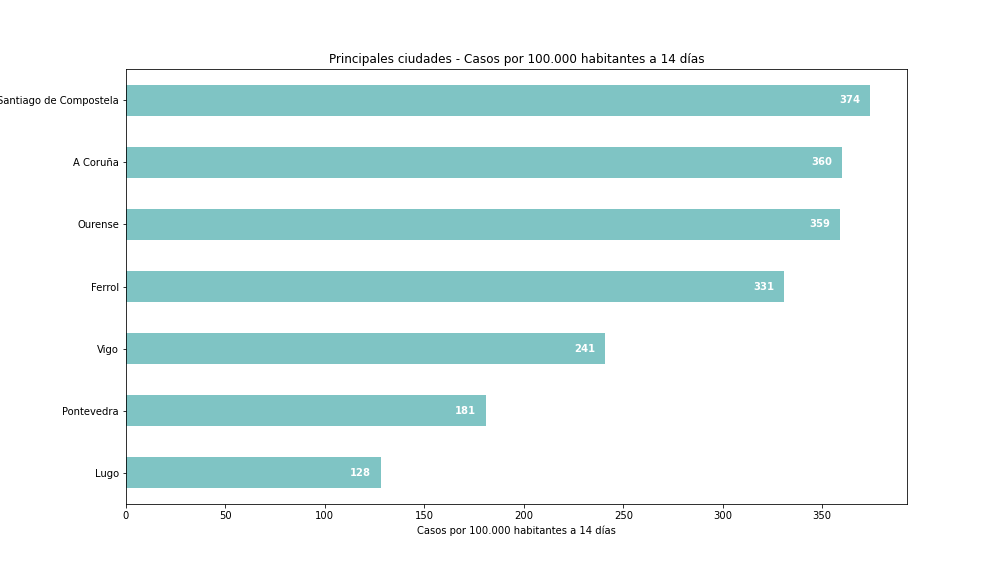 Principales ciudades - Casos por 100.000 habitantes a 14 días
Santiago de Compostela 374
A Coruña 360
Ourense 359
Ferrol 331
Vigo 241
Pontevedra 181
Lugo 128
0 50 100 150 200 250 300 350
Casos por 100.000 habitantes a 14 días